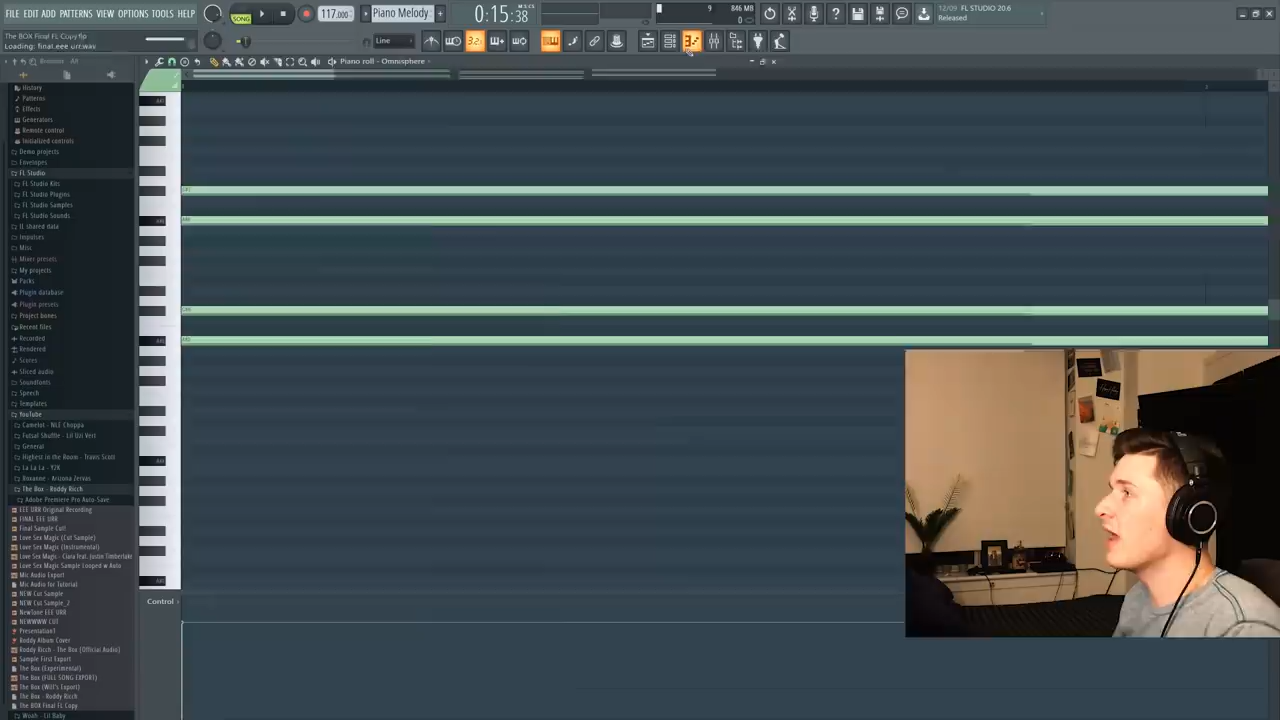 FILE EDIT ADD PATTERNS VIEW OPTIONS TOOLS HELP
SONG
117.000
Piano Melody
0:15:38
M:S:CS
9
846 MB
0
12/09 FL STUDIO 20.6
Released
The BOX Final FL Copy.flp
Loading: final.eee urr.wav
Line
Browser - All
Piano roll - Omnisphere
History
Patterns
Effects
Generators
Remote control
Initialized controls
Demo projects
Envelopes
FL Studio
FL Studio Kits
FL Studio Plugins
FL Studio Samples
FL Studio Sounds
IL shared data
Impulses
Misc
Mixer presets
My projects
Packs
Plugin database
Plugin presets
Project bones
Recent files
Recorded
Rendered
Scores
Sliced audio
Soundfonts
Speech
Templates
YouTube
Camelot - NLE Choppa
Futsal Shuffle - Lil Uzi Vert
General
Highest in the Room - Travis Scott
La La La - Y2K
Roxanne - Arizona Zervas
The Box - Roddy Ricch
Adobe Premiere Pro Auto-Save
EEE URR Original Recording
FINAL EEE URR
Final Sample Cut!
Love Sex Magic (Cut Sample)
Love Sex Magic (Instrumental)
Love Sex Magic - Ciara feat. Justin Timberlake
Love Sex Magic Sample Looped w Auto
Mic Audio Export
Mic Audio for Tutorial
NEW Cut Sample
NEW Cut Sample_2
NewTone EEE URR
NEWWWW CUT
Presentation1
Roddy Album Cover
Roddy Ricch - The Box [Official Audio]
Sample First Export
The Box (Experimental)
The Box (FULL SONG EXPORT)
The Box (Will's Export)
The Box - Roddy Ricch
The BOX Final FL Copy
Woah - Lil Baby
Control